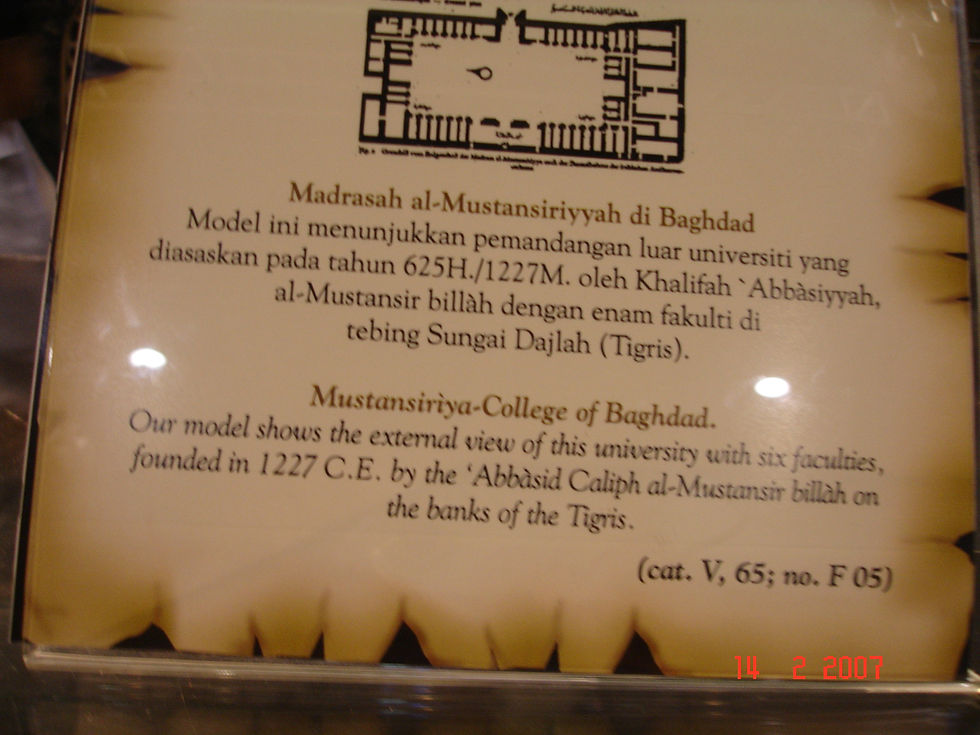 Madrasah al-Mustansiriyyah di Baghdad
Model ini menunjukkan pemandangan luar universiti yang
diasaskan pada tahun 625H./1227M. oleh Khalifah `Abbàsiyyah,
al-Mustansir billàh dengan enam fakulti di
tebing Sungai Dajlah (Tigris).
Mustansirìya-College of Baghdad.
Our model shows the external view of this university with six faculties,
founded in 1227 C.E. by the ‘Abbàsid Caliph al-Mustansir billàh on
the banks of the Tigris.
(cat. V, 65; no. F 05)
14 2 2007